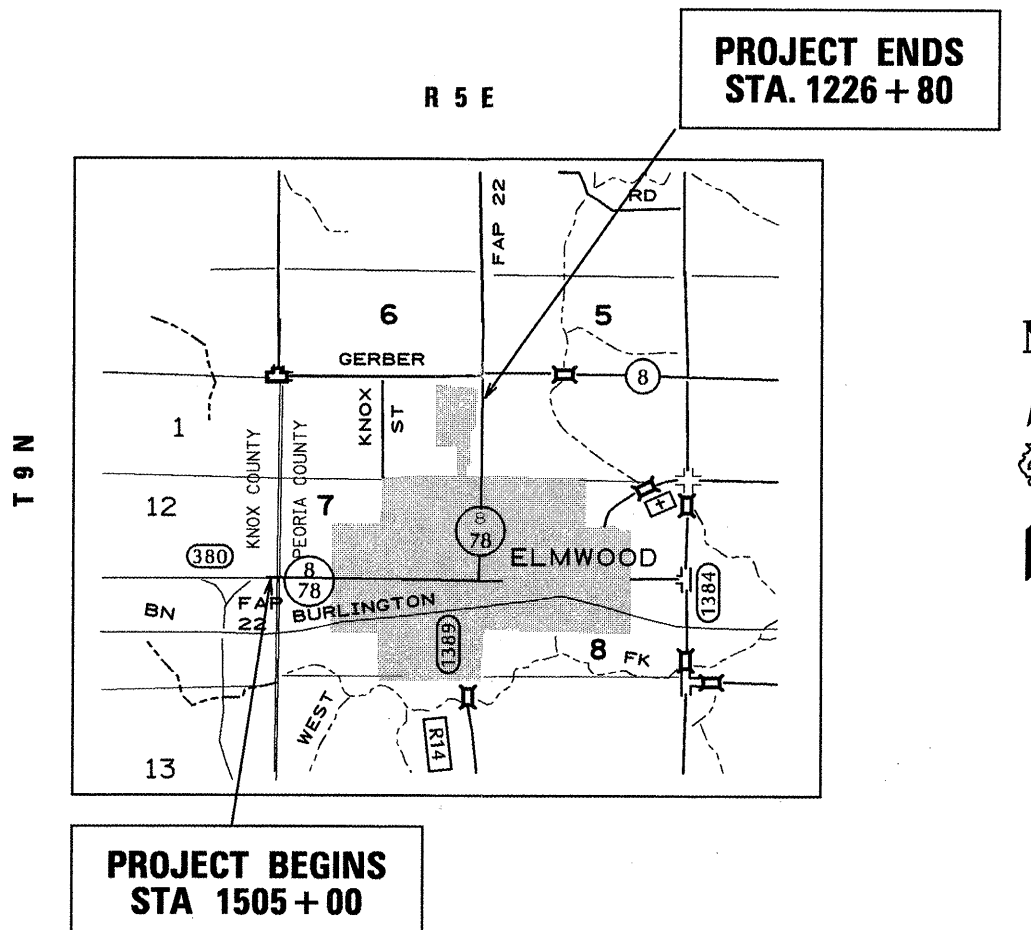 PROJECT ENDS
STA. 1226 + 80
R 5 E
FAP 22
RD
6
5
GERBER
8
KNOX
ST
1
T 9 N
KNOX COUNTY
PEORIA COUNTY
12
7
8
78
ELMWOOD
380
8
78
1384
FAP
22
BURLINGTON
BN
1389
8
FK
WEST
R14
13
PROJECT BEGINS
STA 1505 + 00